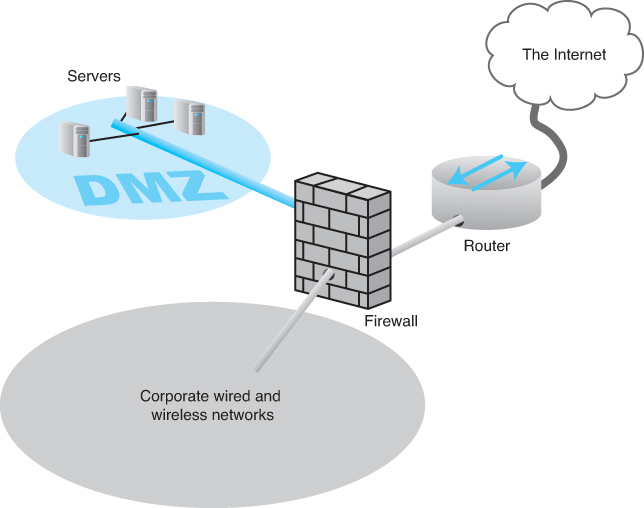 The Internet
Servers
DMZ
Router
Firewall
Corporate wired and
wireless networks